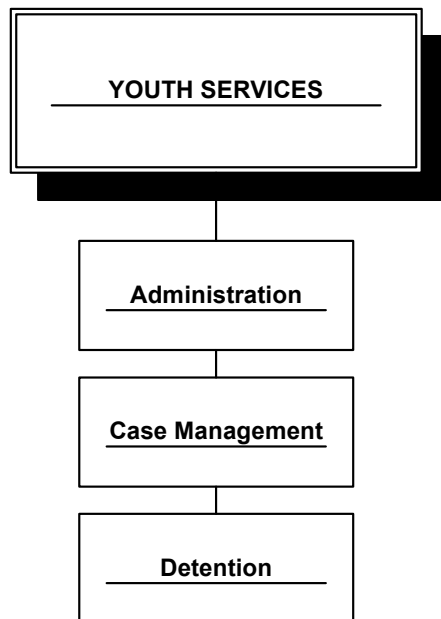 YOUTH SERVICES
Administration
Case Management
Detention